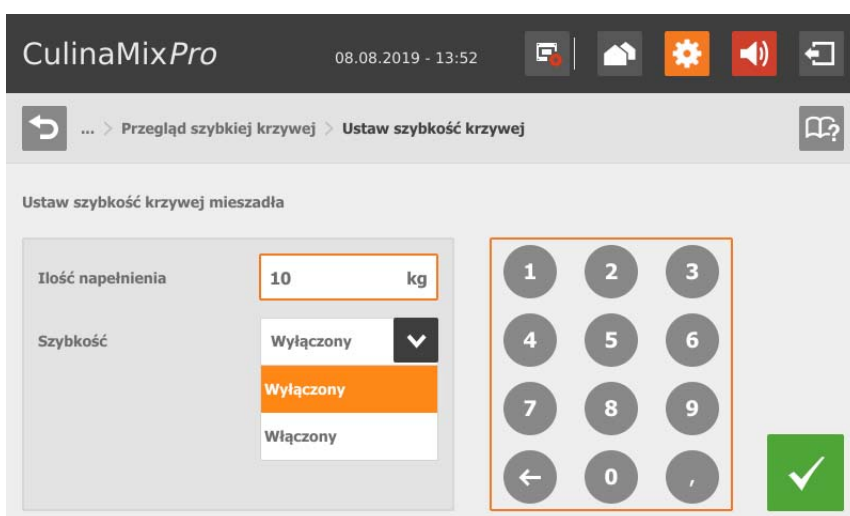 CulinaMixPro 08.08.2019 - 13:52
... > Przegląd szybkiej krzywej > Ustaw szybkość krzywej
?
Ustaw szybkość krzywej mieszadła
Ilość napełnienia 10 kg
Szybkość Wyłączony
Wyłączony
Włączony
1 2 3
4 5 6
7 8 9
← 0 ,